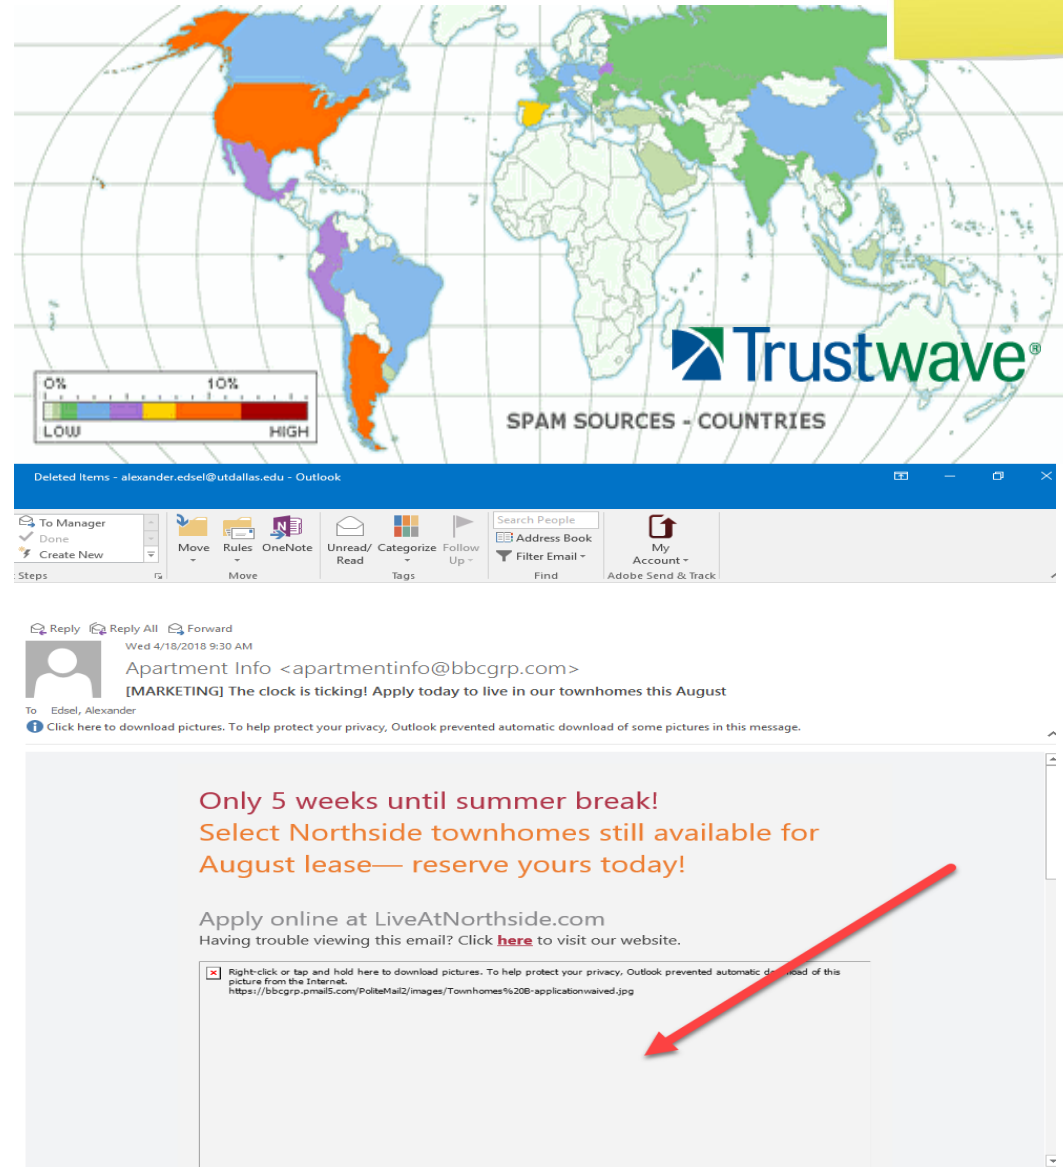 Trustwave®
0% 10%
LOW HIGH
SPAM SOURCES - COUNTRIES
Deleted Items - alexander.edsel@utdallas.edu - Outlook
To Manager
Done
Create New
Steps
Move
Rules
OneNote
Move
Unread/
Read
Categorize
Follow
Up
Tags
Search People
Address Book
Filter Email
Find
My
Account
Adobe Send & Track
Reply Reply All Forward
Wed 4/18/2018 9:30 AM
Apartment Info <apartmentinfo@bbcgrp.com>
[MARKETING] The clock is ticking! Apply today to live in our townhomes this August
To Edsel, Alexander
Click here to download pictures. To help protect your privacy, Outlook prevented automatic download of some pictures in this message.
Only 5 weeks until summer break!
Select Northside townhomes still available for
August lease— reserve yours today!
Apply online at LiveAtNorthside.com
Having trouble viewing this email? Click here to visit our website.
Right-click or tap and hold here to download pictures. To help protect your privacy, Outlook prevented automatic download of this
picture from the Internet.
https://bbcgrp.pmail5.com/PoliteMail2/images/Townhomes%20B-applicationwaived.jpg